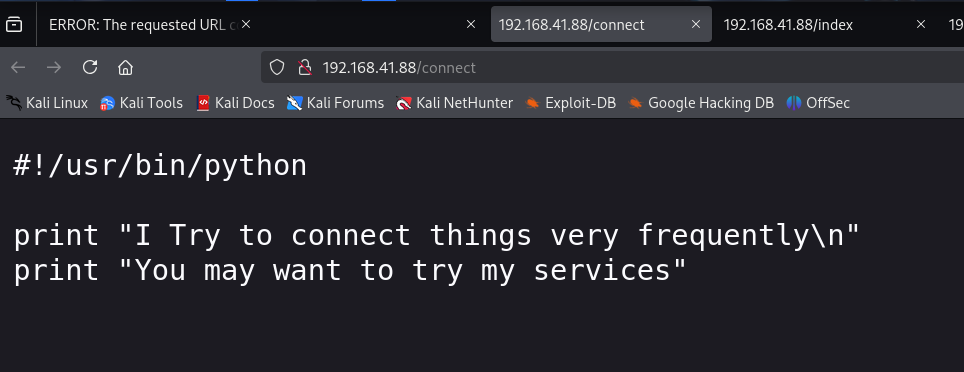 ERROR: The requested URL c
192.168.41.88/connect
192.168.41.88/index
19
192.168.41.88/connect
Kali Linux Kali Tools Kali Docs Kali Forums Kali NetHunter Exploit-DB Google Hacking DB OffSec
#!/usr/bin/python
print "I Try to connect things very frequently\n"
print "You may want to try my services"